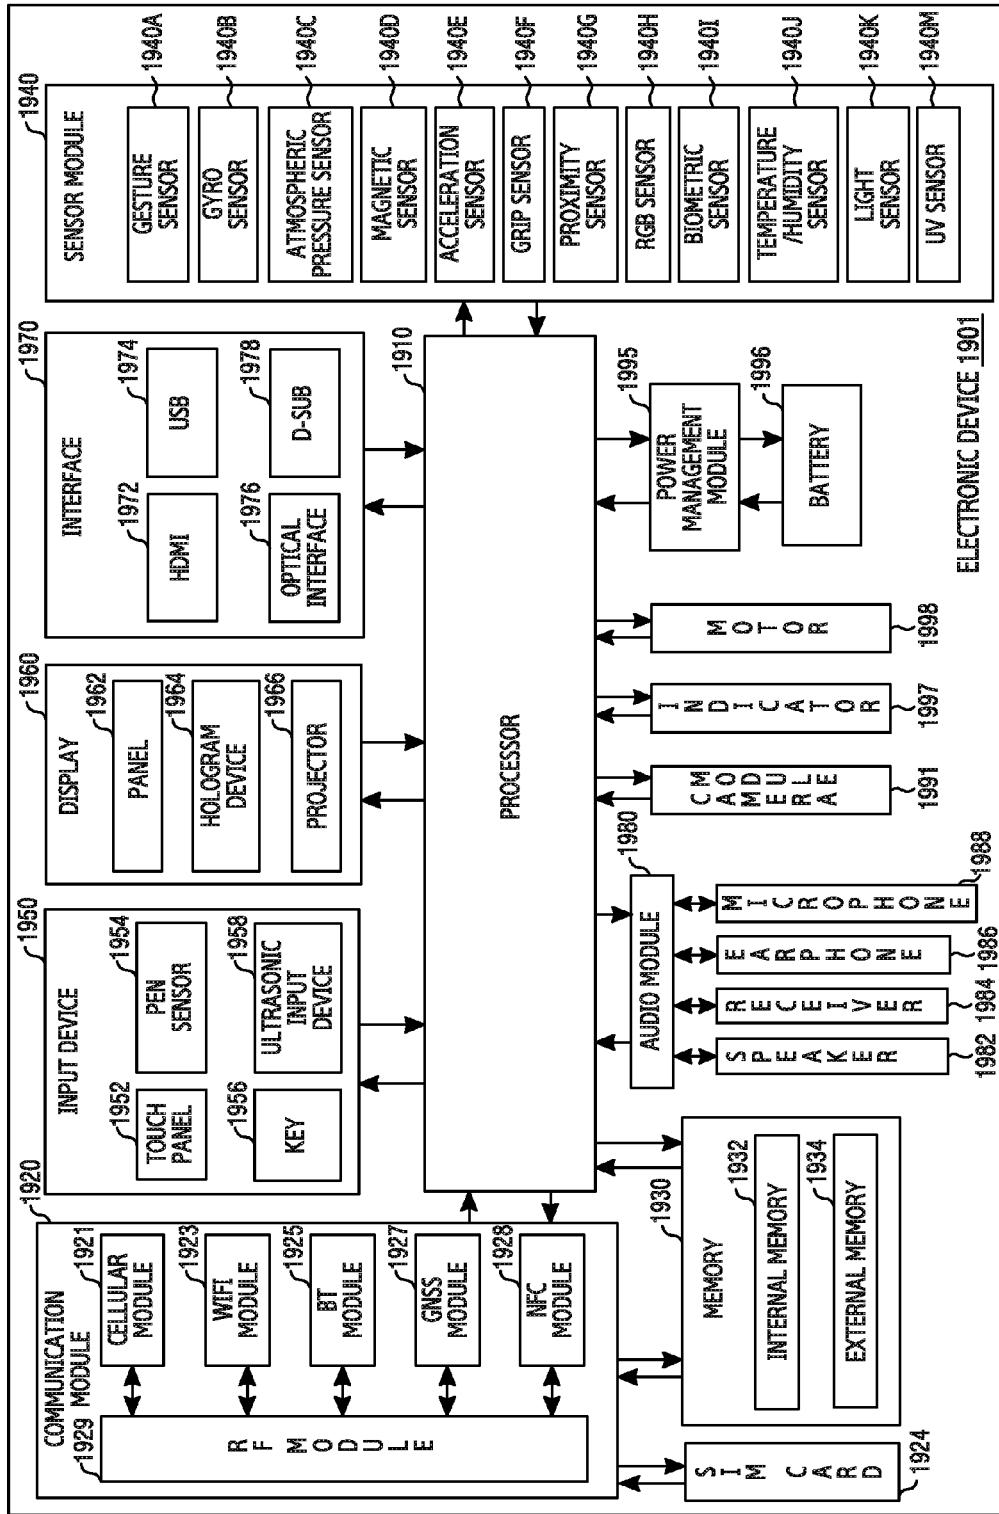 COMMUNICATION
MODULE
1920
1929
RF MODULE
1921
CELLULAR
MODULE
1923
WIFI
MODULE
1925
BT
MODULE
1927
GNSS
MODULE
1928
NFC
MODULE
SIM CARD
1924
INPUT DEVICE
1950
1952
TOUCH
PANEL
1954
PEN
SENSOR
1956
KEY
1958
ULTRASONIC
INPUT
DEVICE
DISPLAY
1960
1962
PANEL
1964
HOLOGRAM
DEVICE
1966
PROJECTOR
INTERFACE
1970
1972
HDMI
1974
USB
1976
OPTICAL
INTERFACE
1978
D-SUB
SENSOR MODULE
1940
GESTURE
SENSOR
1940A
GYRO
SENSOR
1940B
ATMOSPHERIC
PRESSURE SENSOR
1940C
MAGNETIC
SENSOR
1940D
ACCELERATION
SENSOR
1940E
GRIP SENSOR
1940F
PROXIMITY
SENSOR
1940G
RGB SENSOR
1940H
BIOMETRIC
SENSOR
1940I
TEMPERATURE
/HUMIDITY
SENSOR
1940J
LIGHT
SENSOR
1940K
UV SENSOR
1940M
PROCESSOR
1910
MEMORY
1930
1932
INTERNAL MEMORY
1934
EXTERNAL MEMORY
AUDIO MODULE
1980
SPEAKER
1982
RECEIVER
1984
EARPHONE
1986
MICROPHONE
1988
CAMERA
MODULE
1991
INDICATOR
1997
MOTOR
1998
POWER
MANAGEMENT
MODULE
1995
BATTERY
1996
ELECTRONIC DEVICE 1901